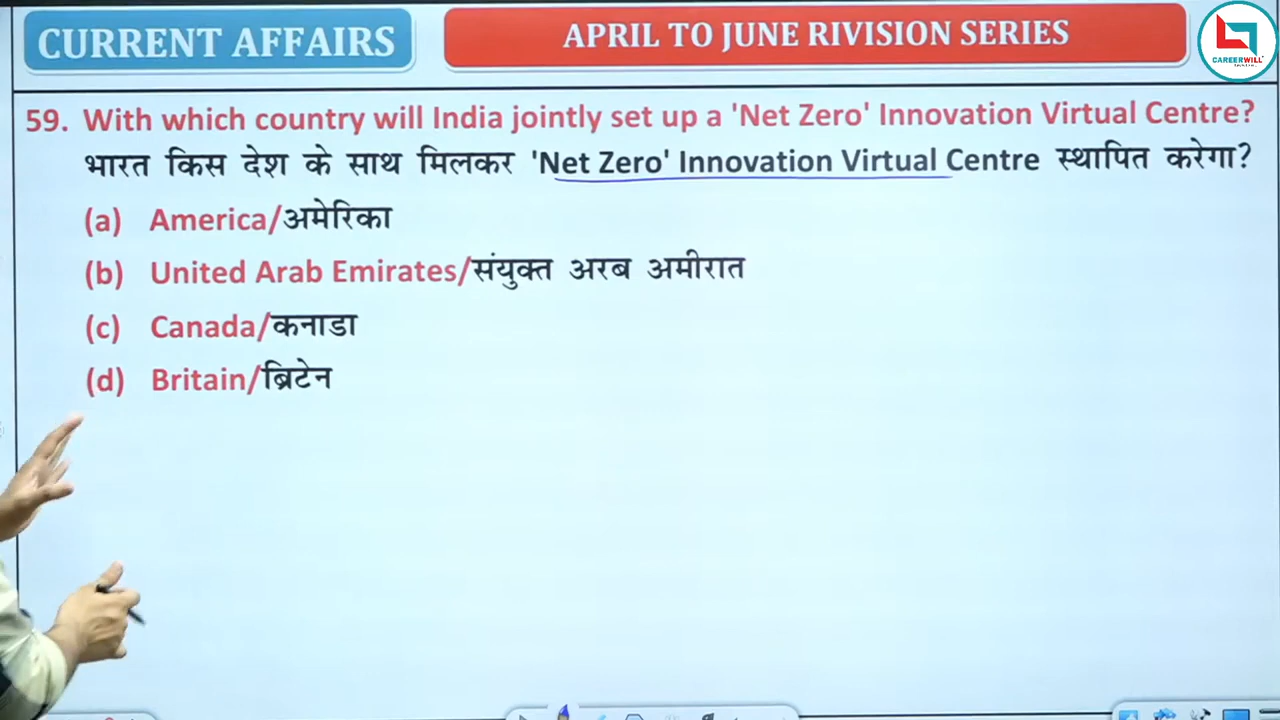 CURRENT AFFAIRS
APRIL TO JUNE RIVISION SERIES
CAREERWILL
59. With which country will India jointly set up a 'Net Zero' Innovation Virtual Centre?
भारत किस देश के साथ मिलकर 'Net Zero' Innovation Virtual Centre स्थापित करेगा?
(a) America/अमेरिका
(b) United Arab Emirates/संयुक्त अरब अमीरात
(c) Canada/कनाडा
(d) Britain/ब्रिटेन